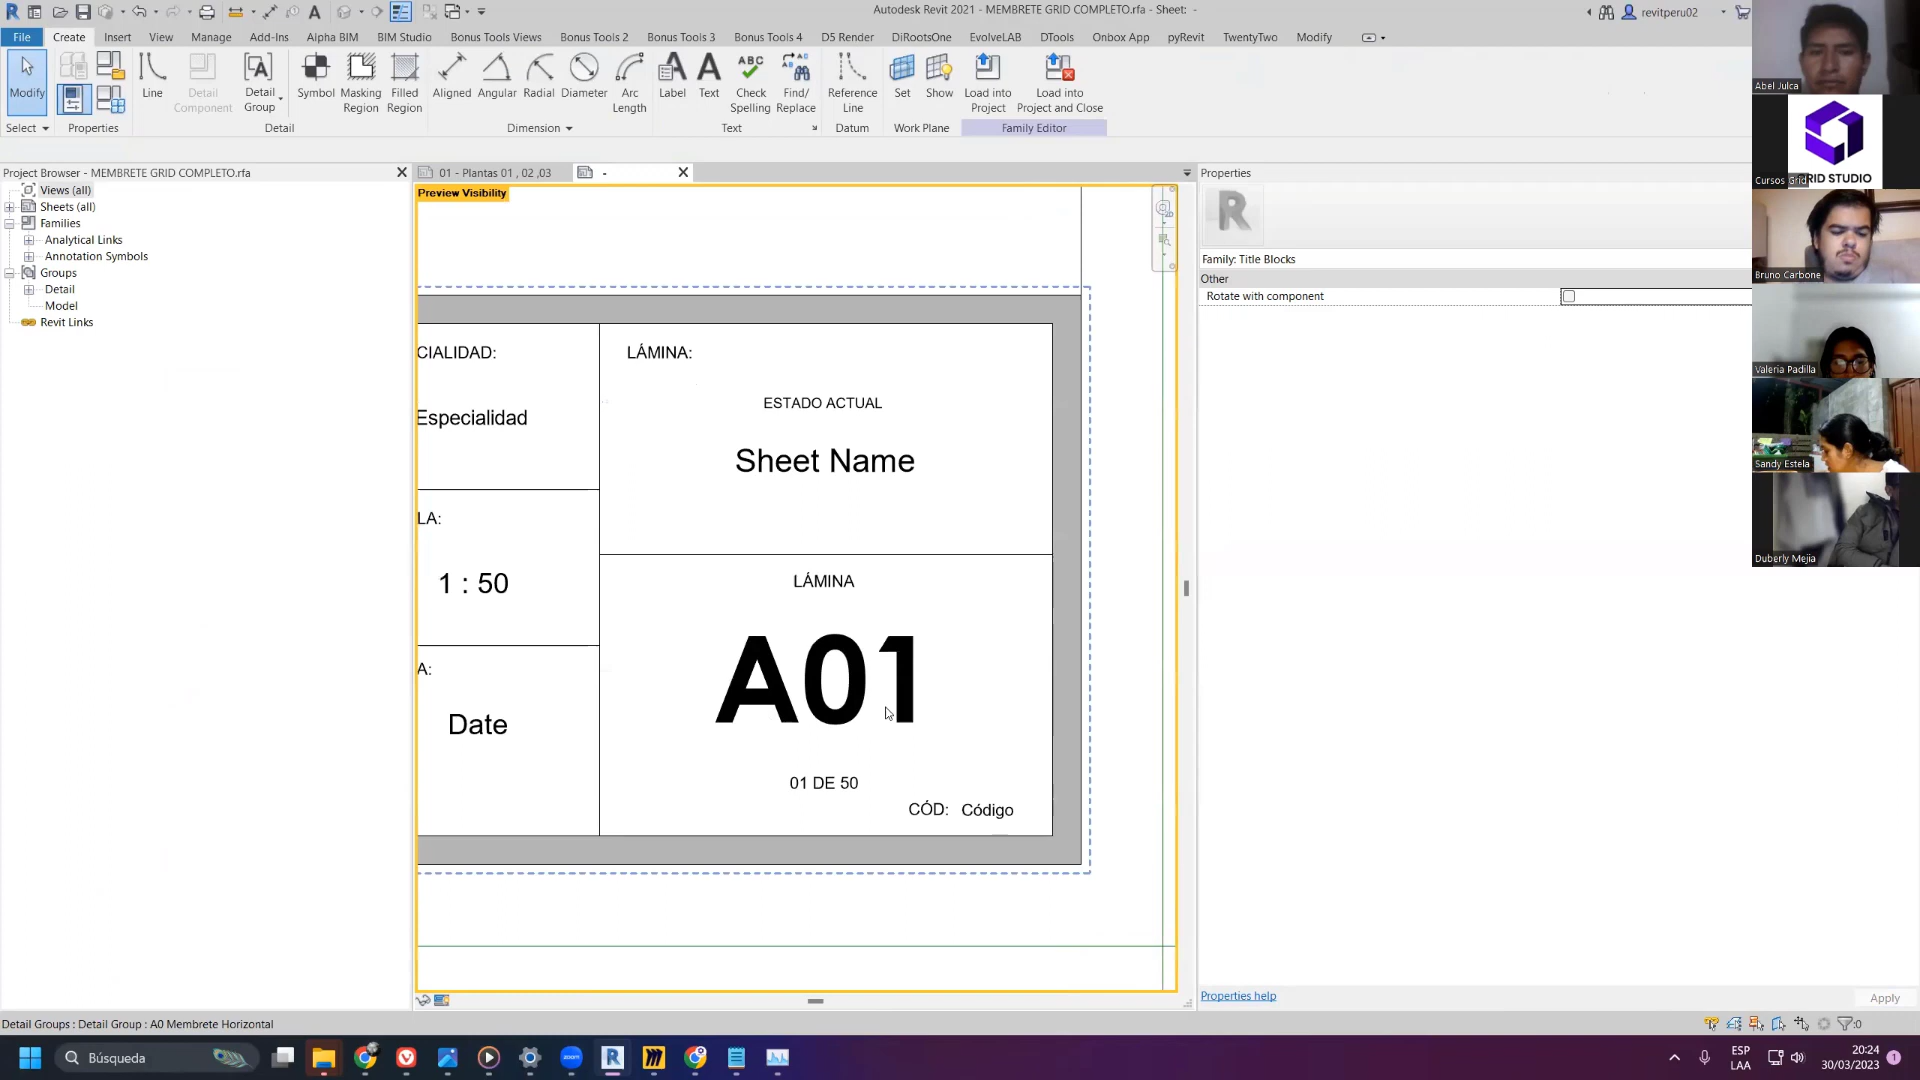 Autodesk Revit 2021 - MEMBRETE GRID COMPLETO.rfa - Sheet: -
revitperu02
File Create Insert View Manage Add-Ins Alpha BIM BIM Studio Bonus Tools Views Bonus Tools 2 Bonus Tools 3 Bonus Tools 4 D5 Render DiRootsOne EvolveLAB DTools Onbox App pyRevit TwentyTwo Modify
Modify
Line
Detail Component
Detail Group
Symbol
Masking Region
Filled Region
Aligned
Angular
Radial
Diameter
Arc Length
Label
Text
ABC
Check Spelling
Find/ Replace
Reference Line
Set
Show
Load into Project
Load into Project and Close
Select
Properties
Detail
Dimension
Text
Datum
Work Plane
Family Editor
Project Browser - MEMBRETE GRID COMPLETO.rfa
Views (all)
Sheets (all)
Families
Analytical Links
Annotation Symbols
Groups
Detail
Model
Revit Links
01 - Plantas 01 , 02 ,03
-
Preview Visibility
CIALIDAD:
Especialidad
LA:
1 : 50
A:
Date
LÁMINA:
ESTADO ACTUAL
Sheet Name
LÁMINA
A01
01 DE 50
CÓD: Código
Properties
Family: Title Blocks
Other
Rotate with component
Properties help
Apply
Abel Julca
GRID STUDIO
Cursos Grid
Bruno Carbone
Valeria Padilla
Sandy Estela
Duberly Mejia
Detail Groups : Detail Group : A0 Membrete Horizontal
:0
Búsqueda
zoom
ESP
LAA
20:24
30/03/2023
1